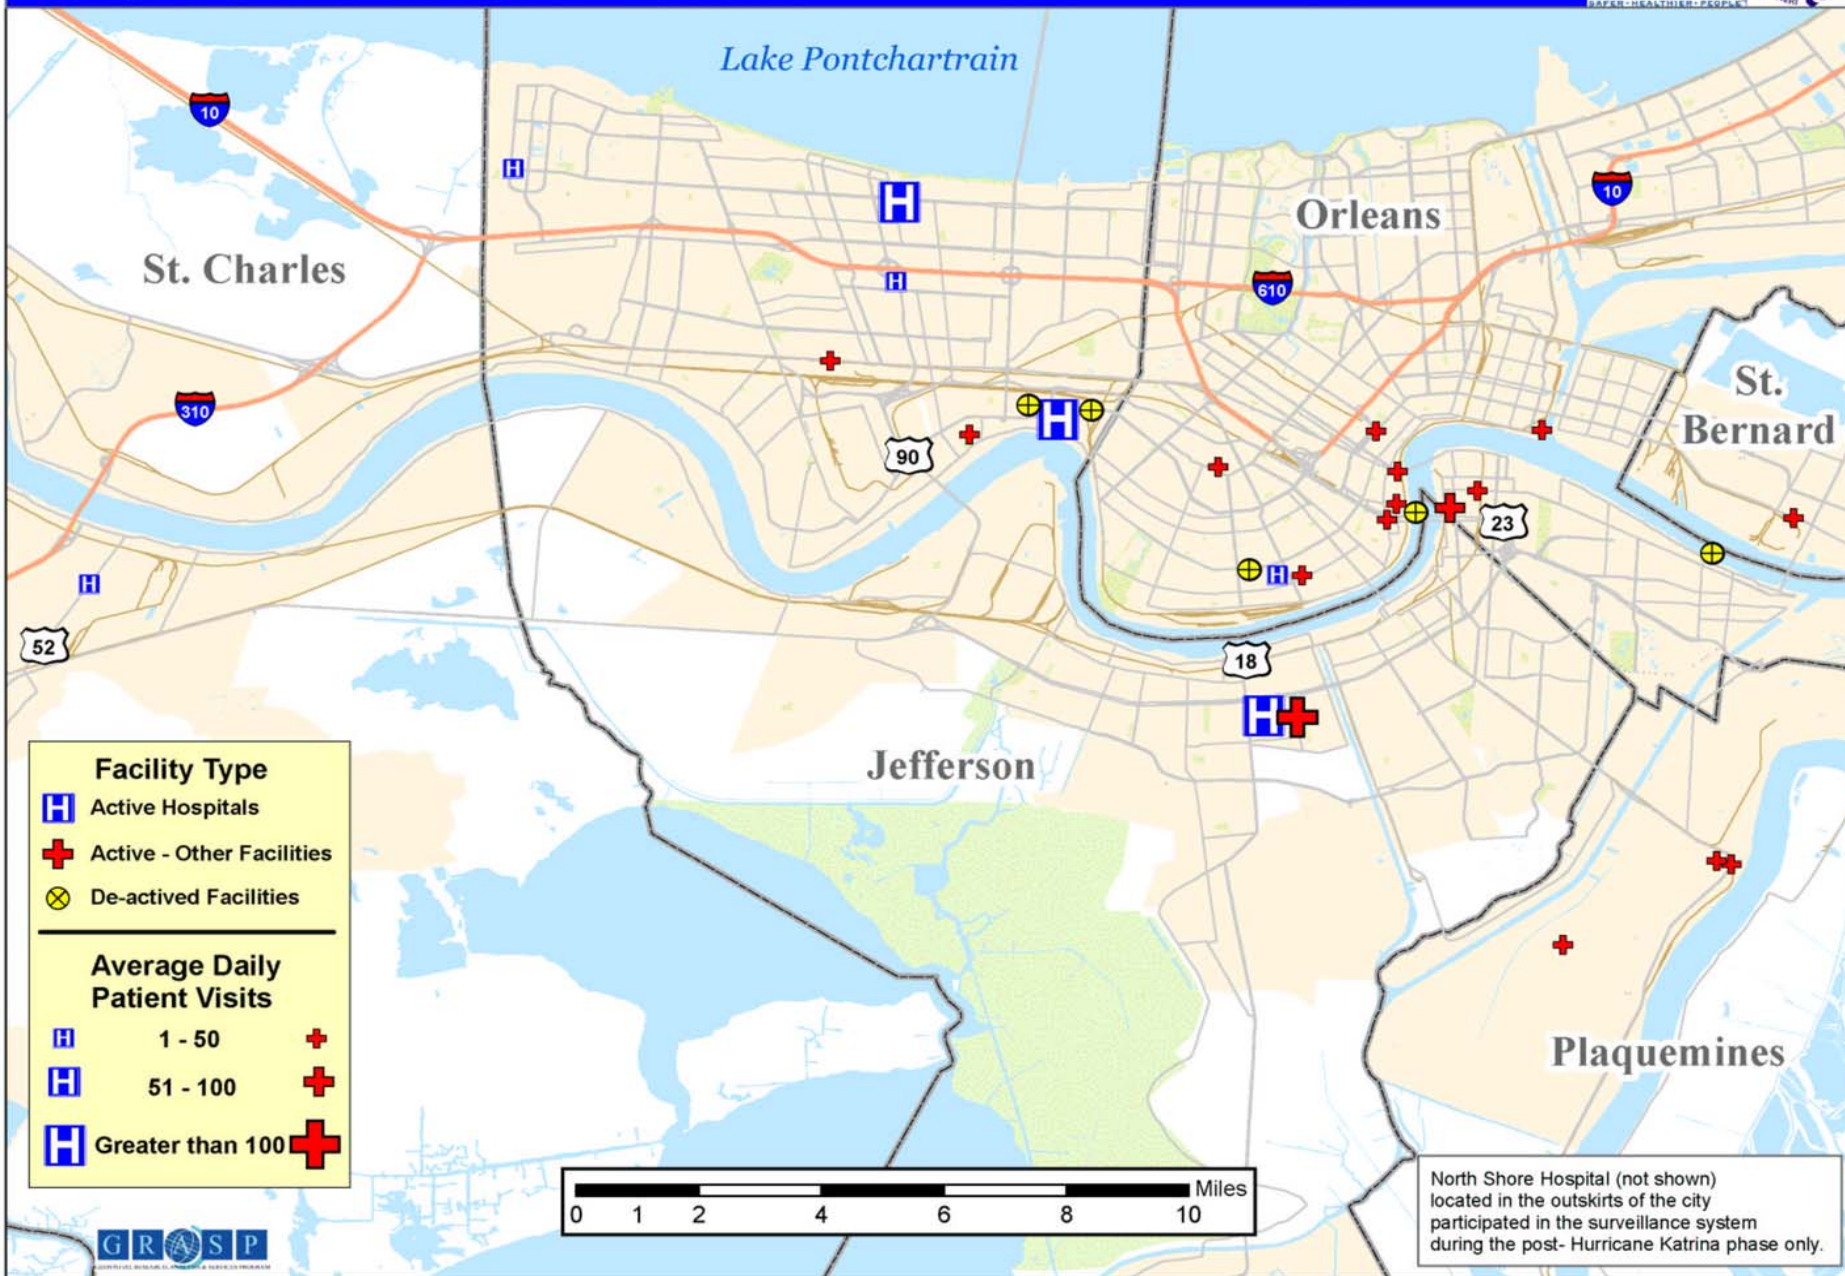 SAFER·HEALTHIER·PEOPLE
Lake Pontchartrain
10
10
Orleans
St. Charles
610
310
St.
Bernard
90
23
52
18
Jefferson
Facility Type
H Active Hospitals
Active - Other Facilities
De-actived Facilities
Average Daily
Patient Visits
H 1 - 50
H 51 - 100
H Greater than 100
Plaquemines
Miles
0 1 2 4 6 8 10
North Shore Hospital (not shown)
located in the outskirts of the city
participated in the surveillance system
during the post- Hurricane Katrina phase only.
GRASP
H
H
H
H
H
H
H